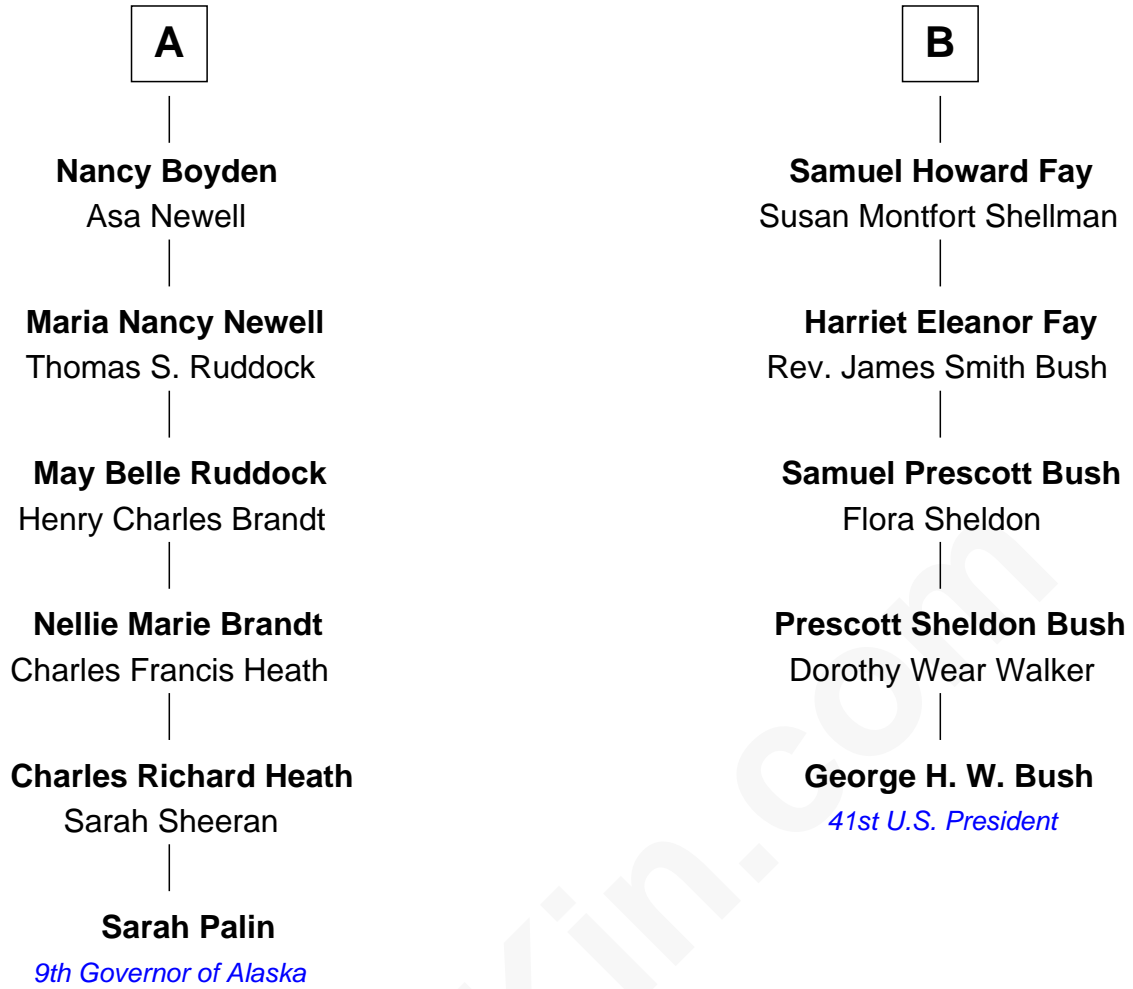 A
Nancy Boyden
Asa Newell
Maria Nancy Newell
Thomas S. Ruddock
May Belle Ruddock
Henry Charles Brandt
Nellie Marie Brandt
Charles Francis Heath
Charles Richard Heath
Sarah Sheeran
Sarah Palin
9th Governor of Alaska
B
Samuel Howard Fay
Susan Montfort Shellman
Harriet Eleanor Fay
Rev. James Smith Bush
Samuel Prescott Bush
Flora Sheldon
Prescott Sheldon Bush
Dorothy Wear Walker
George H. W. Bush
41st U.S. President